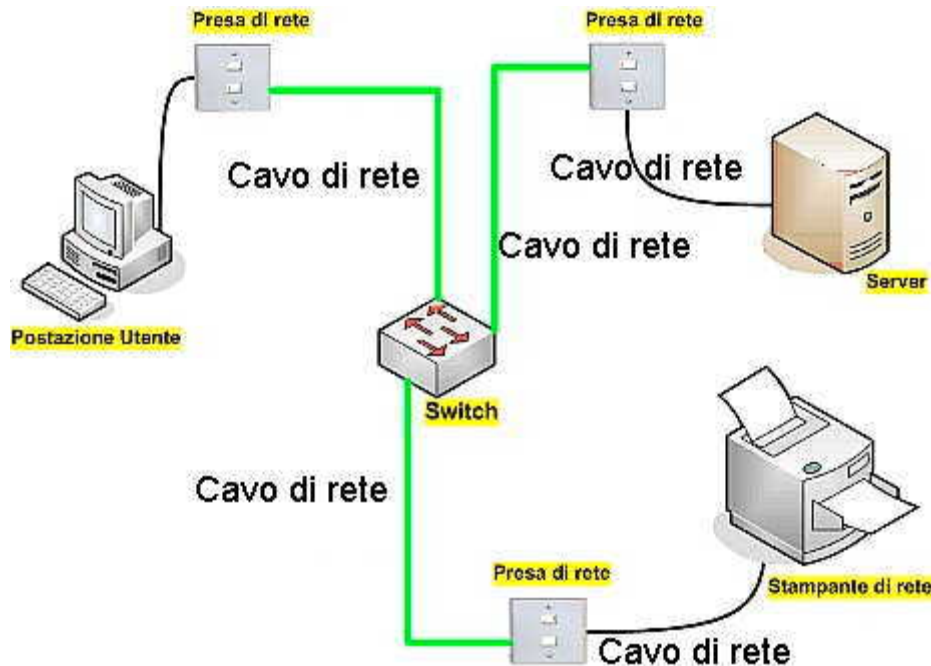 Presa di rete
Presa di rete
Cavo di rete
Cavo di rete
Cavo di rete
Server
Postazione Utente
Switch
Cavo di rete
Presa di rete
Stampante di rete
Cavo di rete